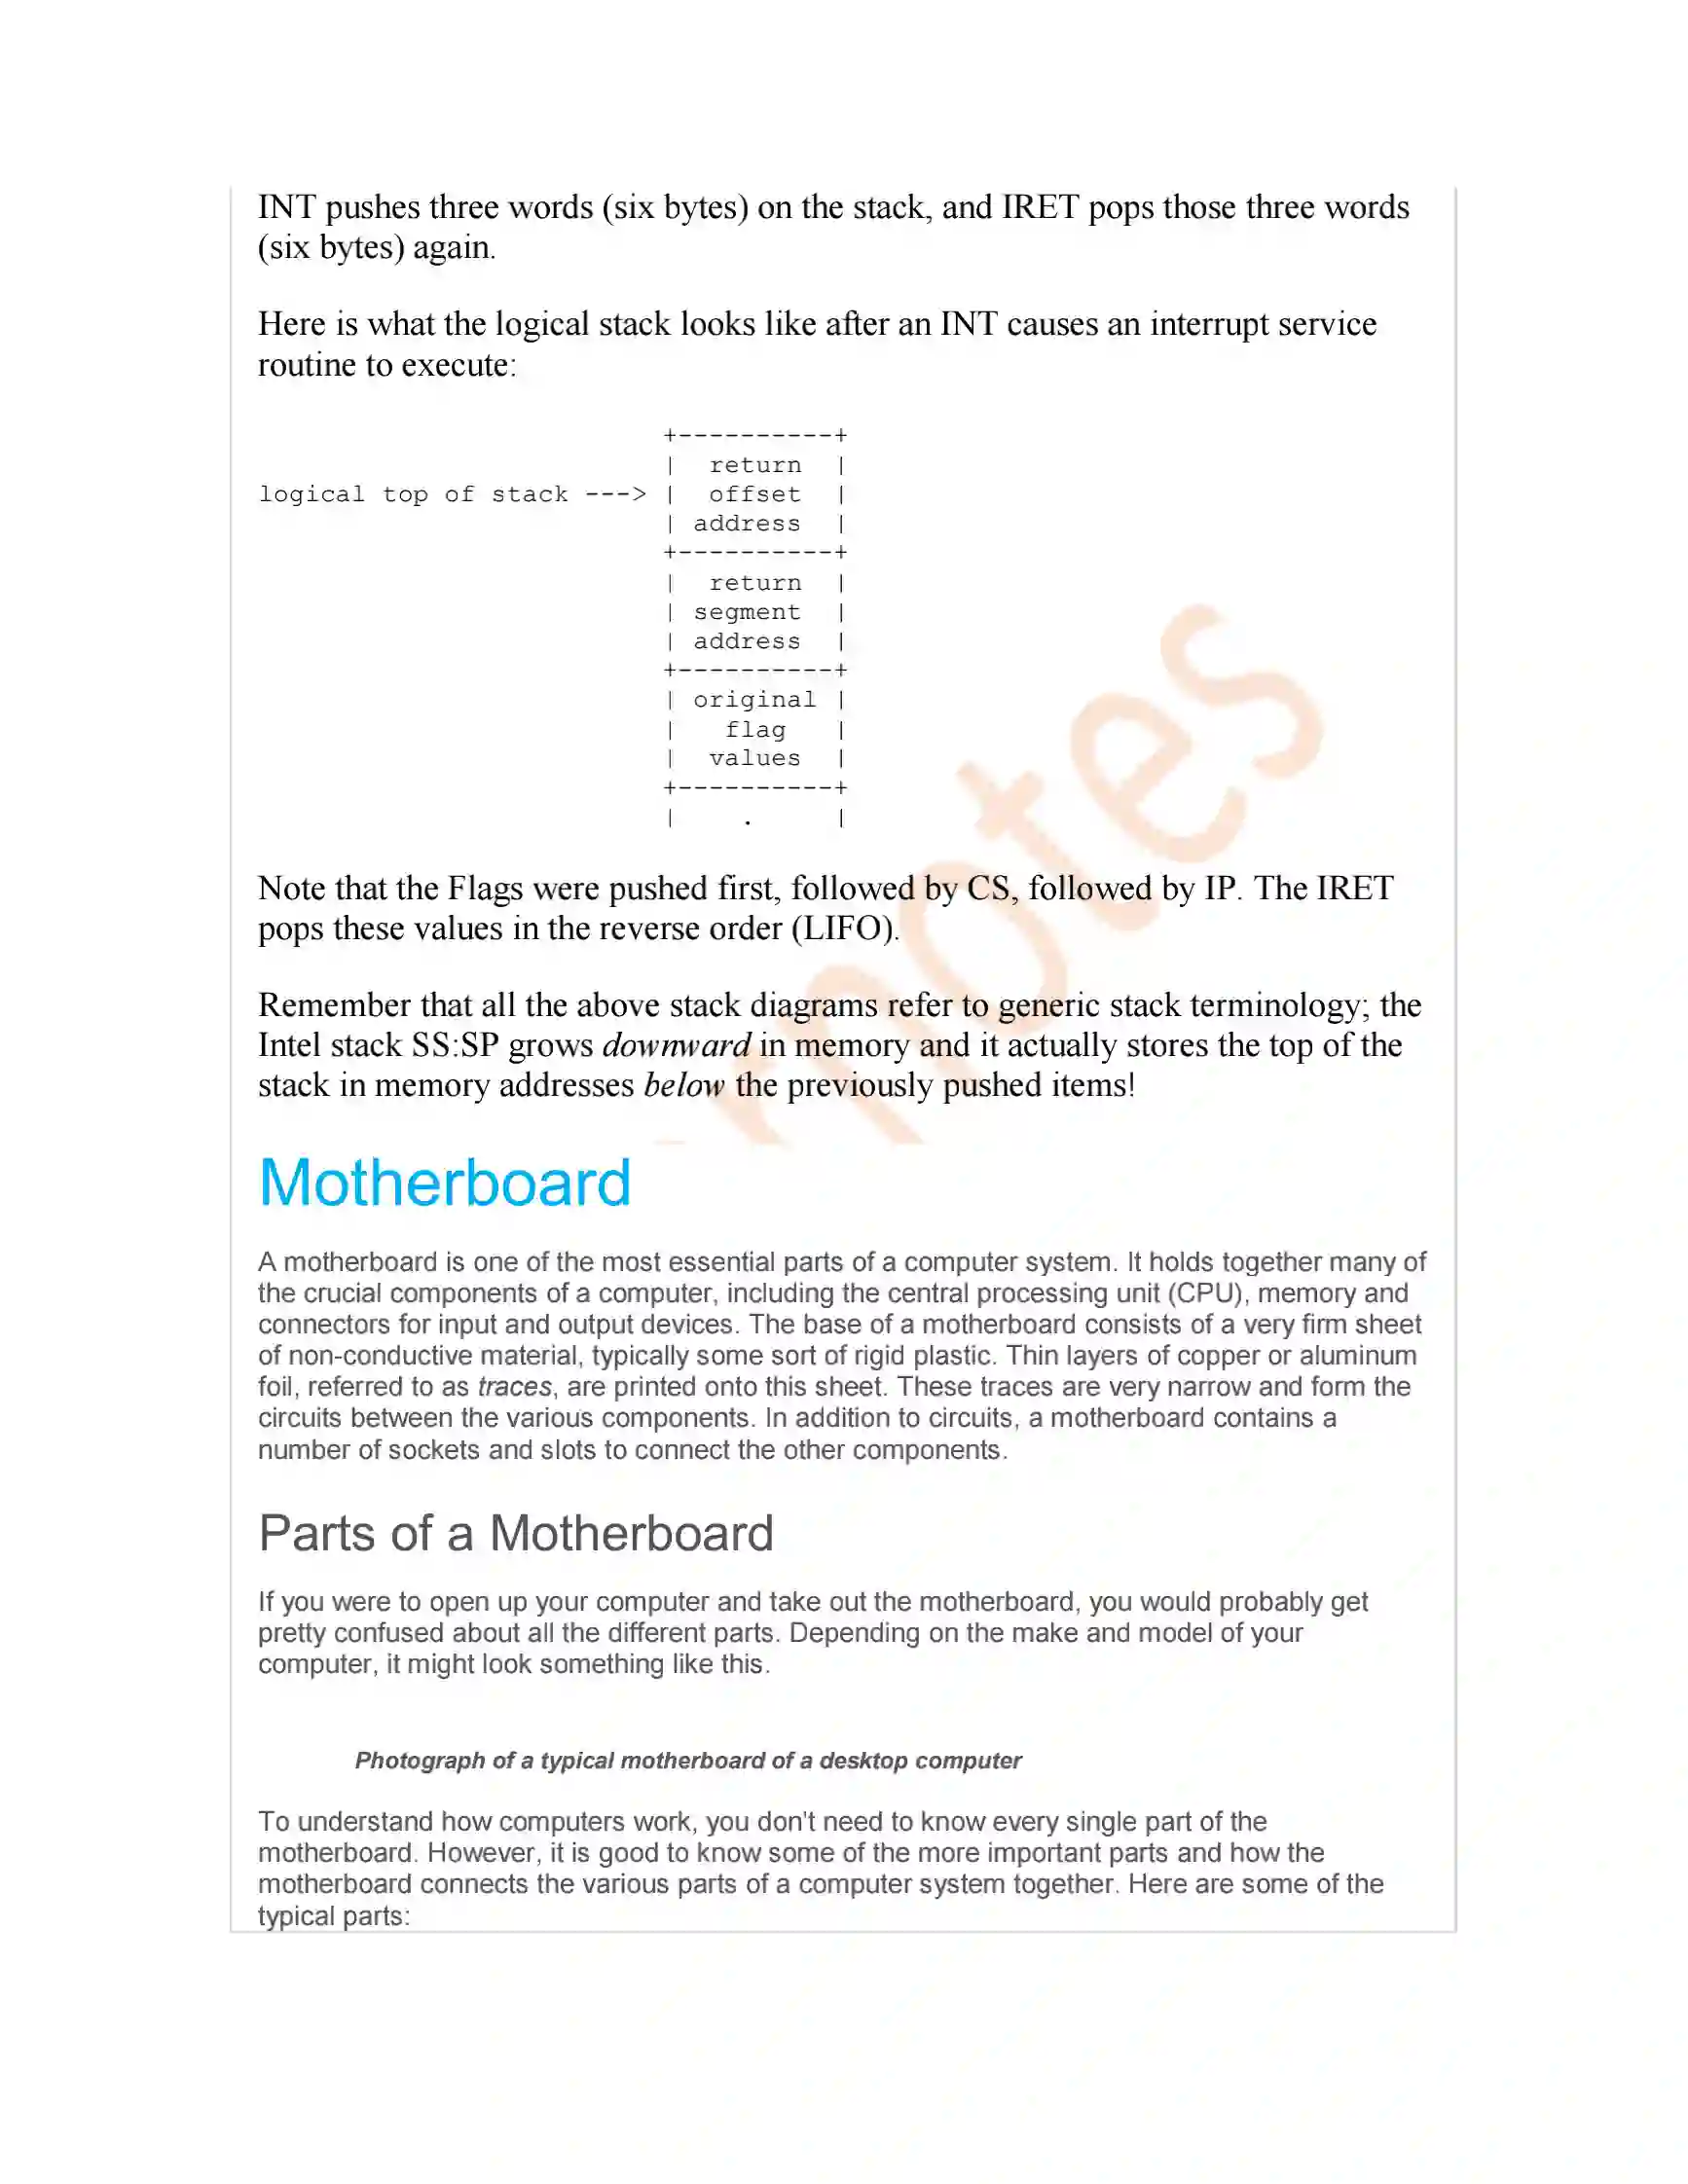 INT pushes three words (six bytes) on the stack, and IRET pops those three words
(six bytes) again.
Here is what the logical stack looks like after an INT causes an interrupt service
routine to execute:
                          +----------+
                          |  return  |
logical top of stack ---> |  offset  |
                          | address  |
                          +----------+
                          |  return  |
                          | segment  |
                          | address  |
                          +----------+
                          | original |
                          |   flag   |
                          |  values  |
                          +----------+
                          |    .     |
Note that the Flags were pushed first, followed by CS, followed by IP. The IRET
pops these values in the reverse order (LIFO).
Remember that all the above stack diagrams refer to generic stack terminology; the
Intel stack SS:SP grows downward in memory and it actually stores the top of the
stack in memory addresses below the previously pushed items!
Motherboard
A motherboard is one of the most essential parts of a computer system. It holds together many of
the crucial components of a computer, including the central processing unit (CPU), memory and
connectors for input and output devices. The base of a motherboard consists of a very firm sheet
of non-conductive material, typically some sort of rigid plastic. Thin layers of copper or aluminum
foil, referred to as traces, are printed onto this sheet. These traces are very narrow and form the
circuits between the various components. In addition to circuits, a motherboard contains a
number of sockets and slots to connect the other components.
Parts of a Motherboard
If you were to open up your computer and take out the motherboard, you would probably get
pretty confused about all the different parts. Depending on the make and model of your
computer, it might look something like this.
Photograph of a typical motherboard of a desktop computer
To understand how computers work, you don't need to know every single part of the
motherboard. However, it is good to know some of the more important parts and how the
motherboard connects the various parts of a computer system together. Here are some of the
typical parts:
rnotes